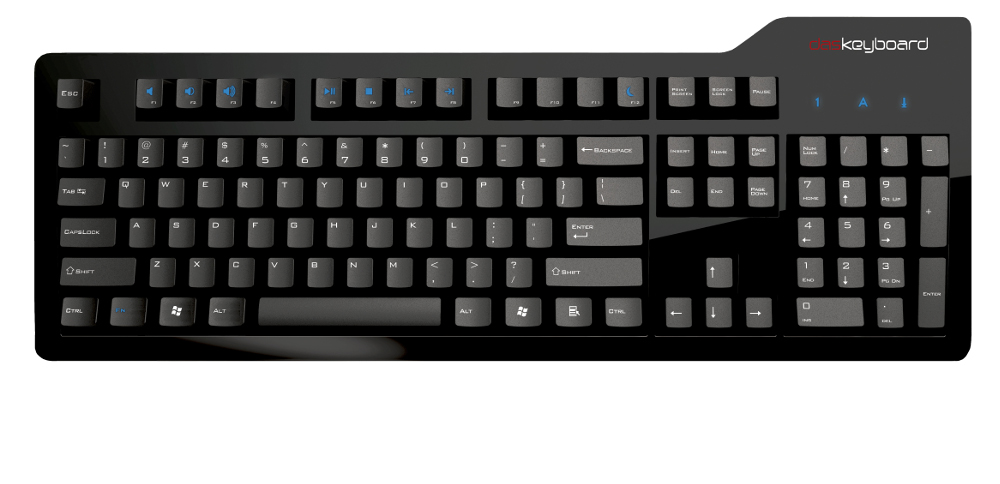 daskeyboard
Esc F1 F2 F3 F4 F5 F6 F7 F8 F9 F10 F11 F12 Print Screen Screen Lock Pause 1 A
~ ` ! 1 @ 2 # 3 $ 4 % 5 ^ 6 & 7 * 8 ( 9 ) 0 _ - + = ← Backspace Insert Home Page Up Num Lock / * -
Tab Q W E R T Y U I O P { [ } ] ¦ \ Del End Page Down 7 Home 8 ↑ 9 Pg Up +
CapsLock A S D F G H J K L : ; " ' Enter 4 ← 5 6 →
⇧ Shift Z X C V B N M < , > . ? / ⇧ Shift ↑ 1 End 2 ↓ 3 Pg Dn Enter
Ctrl Alt Alt Ctrl ← ↓ → 0 Ins . Del